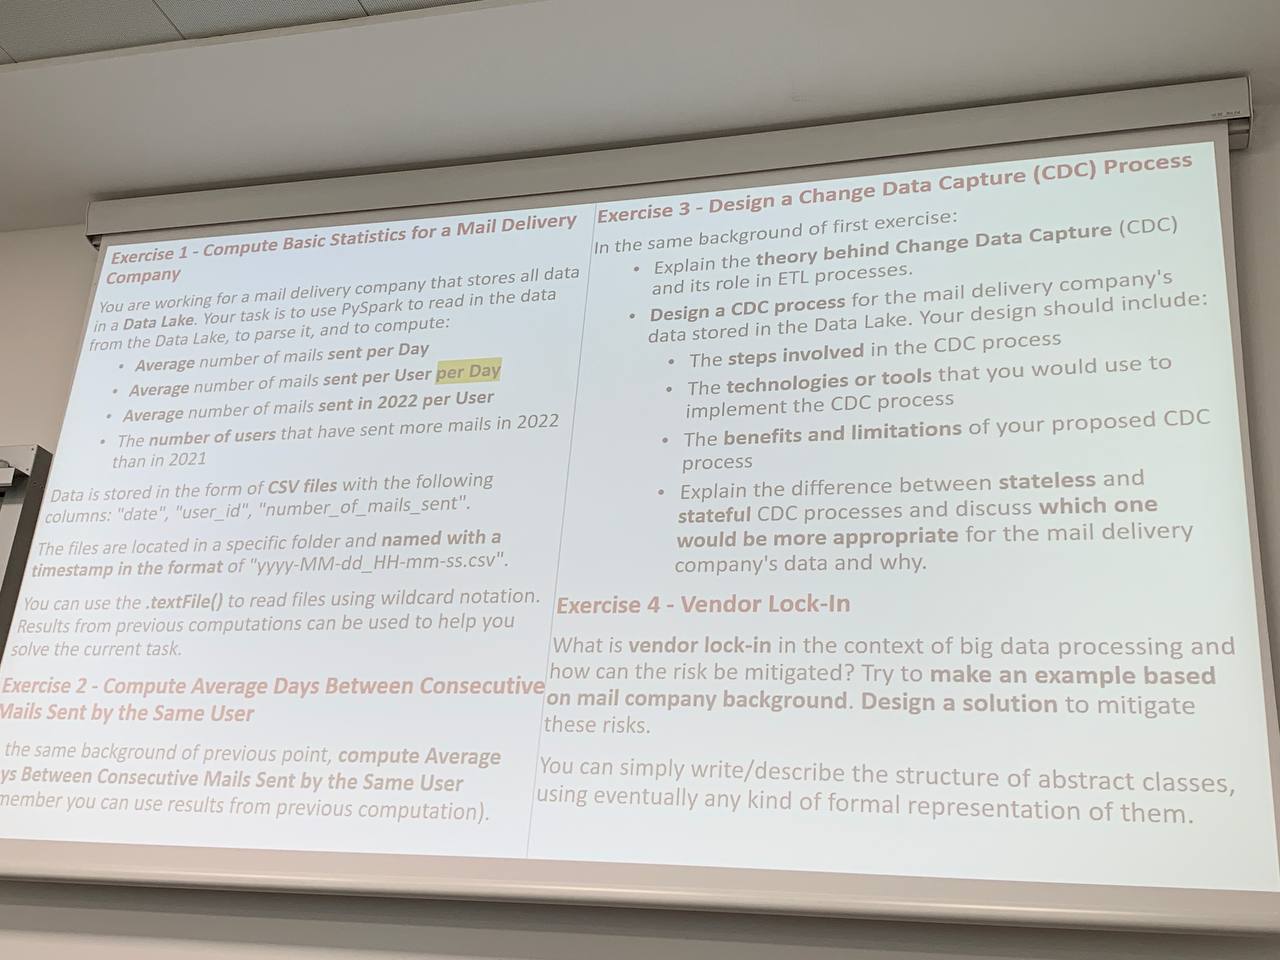 Exercise 1 - Compute Basic Statistics for a Mail Delivery
Company
You are working for a mail delivery company that stores all data
in a Data Lake. Your task is to use PySpark to read in the data
from the Data Lake, to parse it, and to compute:
• Average number of mails sent per Day
• Average number of mails sent per User per Day
• Average number of mails sent in 2022 per User
• The number of users that have sent more mails in 2022
than in 2021
Data is stored in the form of CSV files with the following
columns: "date", "user_id", "number_of_mails_sent".
The files are located in a specific folder and named with a
timestamp in the format of "yyyy-MM-dd_HH-mm-ss.csv".
You can use the .textFile() to read files using wildcard notation.
Results from previous computations can be used to help you
solve the current task.
Exercise 2 - Compute Average Days Between Consecutive
Mails Sent by the Same User
the same background of previous point, compute Average
ys Between Consecutive Mails Sent by the Same User
member you can use results from previous computation).
Exercise 3 - Design a Change Data Capture (CDC) Process
In the same background of first exercise:
• Explain the theory behind Change Data Capture (CDC)
and its role in ETL processes.
• Design a CDC process for the mail delivery company's
data stored in the Data Lake. Your design should include:
• The steps involved in the CDC process
• The technologies or tools that you would use to
implement the CDC process
• The benefits and limitations of your proposed CDC
process
• Explain the difference between stateless and
stateful CDC processes and discuss which one
would be more appropriate for the mail delivery
company's data and why.
Exercise 4 - Vendor Lock-In
What is vendor lock-in in the context of big data processing and
how can the risk be mitigated? Try to make an example based
on mail company background. Design a solution to mitigate
these risks.
You can simply write/describe the structure of abstract classes,
using eventually any kind of formal representation of them.